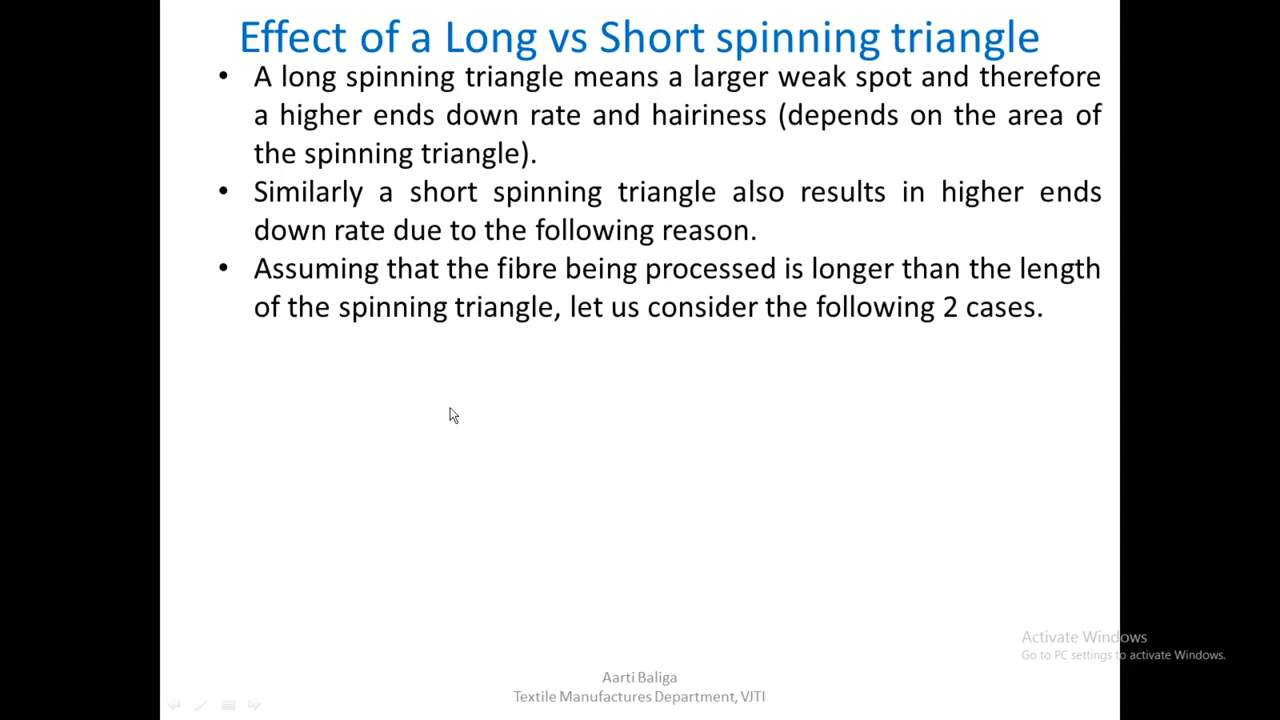 Effect of a Long vs Short spinning triangle
• A long spinning triangle means a larger weak spot and therefore
a higher ends down rate and hairiness (depends on the area of
the spinning triangle).
• Similarly a short spinning triangle also results in higher ends
down rate due to the following reason.
• Assuming that the fibre being processed is longer than the length
of the spinning triangle, let us consider the following 2 cases.
Activate Windows
Go to PC settings to activate Windows.
Aarti Baliga
Textile Manufactures Department, VJTI